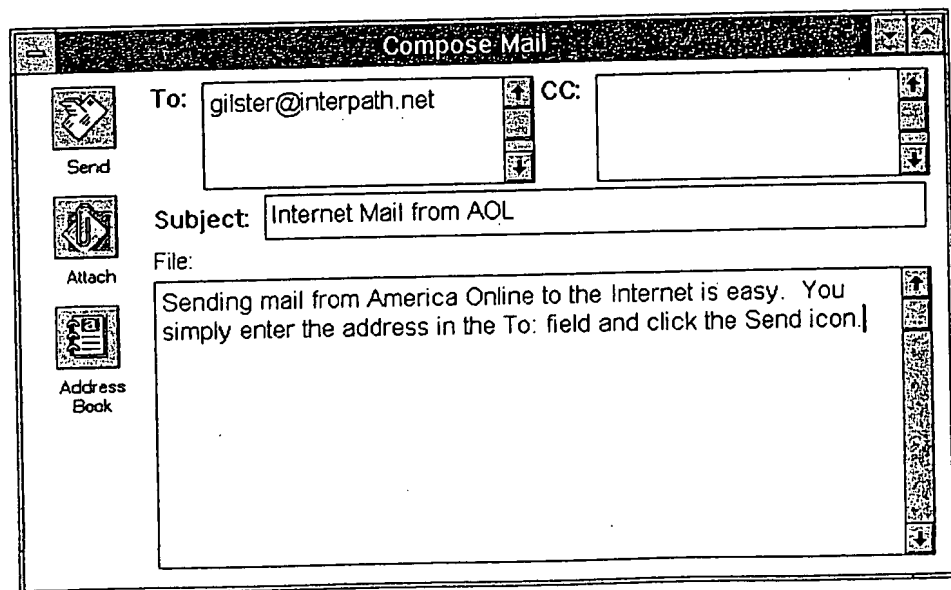 Compose Mail
To: gilster@interpath.net
CC:
Send
Subject: Internet Mail from AOL
Attach
File:
Sending mail from America Online to the Internet is easy. You
simply enter the address in the To: field and click the Send icon.
Address
Book